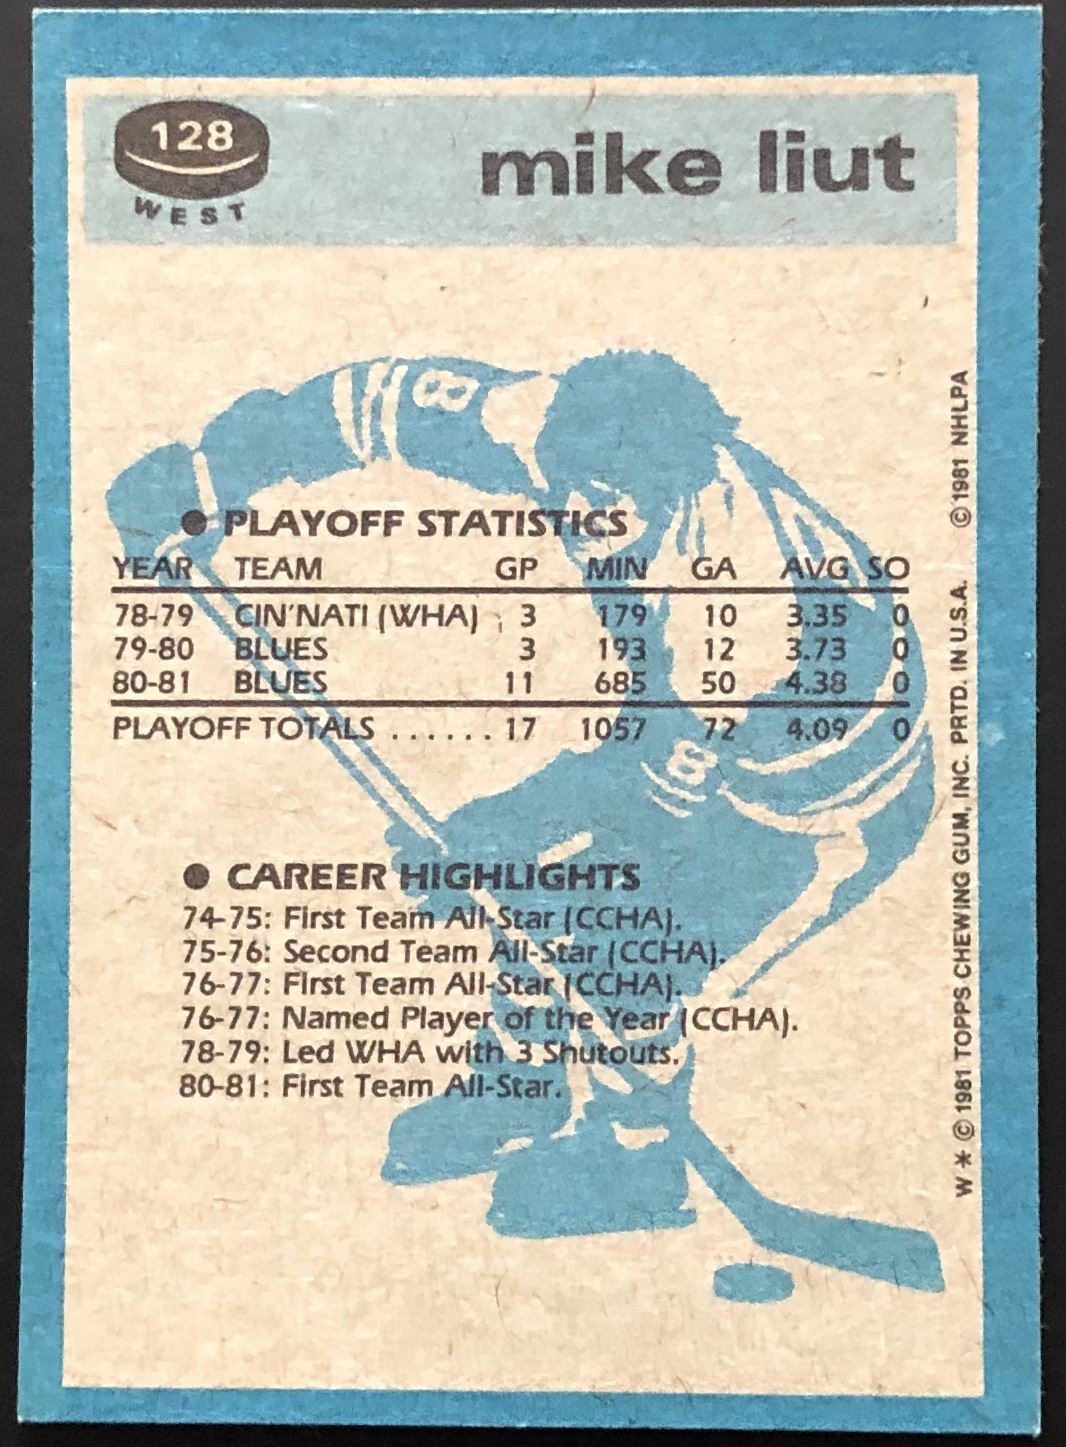 128
WEST
mike liut
8
● PLAYOFF STATISTICS
YEAR TEAM GP MIN GA AVG SO
78-79 CIN'NATI (WHA) 3 179 10 3.35 0
79-80 BLUES 3 193 12 3.73 0
80-81 BLUES 11 685 50 4.38 0
PLAYOFF TOTALS ...... 17 1057 72 4.09 0
8
● CAREER HIGHLIGHTS
74-75: First Team All-Star (CCHA).
75-76: Second Team All-Star (CCHA).
76-77: First Team All-Star (CCHA).
76-77: Named Player of the Year (CCHA).
78-79: Led WHA with 3 Shutouts.
80-81: First Team All-Star.
W * © 1981 TOPPS CHEWING GUM, INC. PRTD. IN U.S.A. © 1981 NHLPA